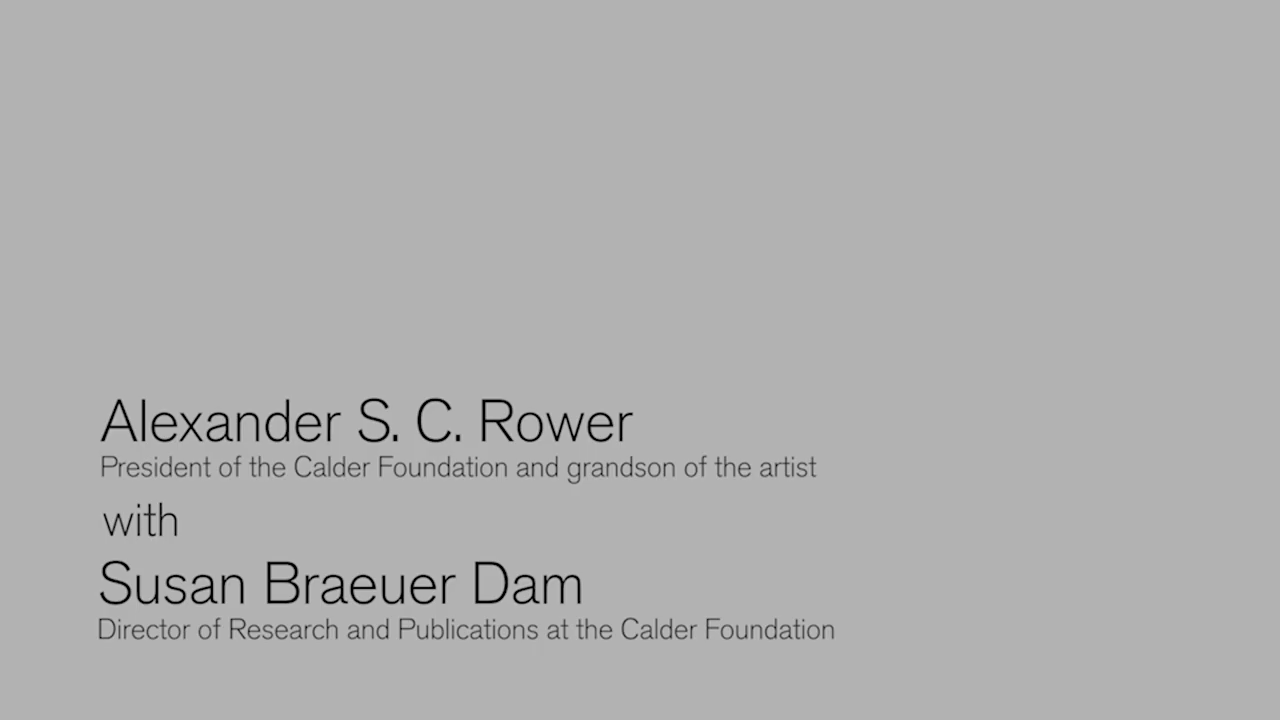 Alexander S. C. Rower
President of the Calder Foundation and grandson of the artist
with
Susan Braeuer Dam
Director of Research and Publications at the Calder Foundation